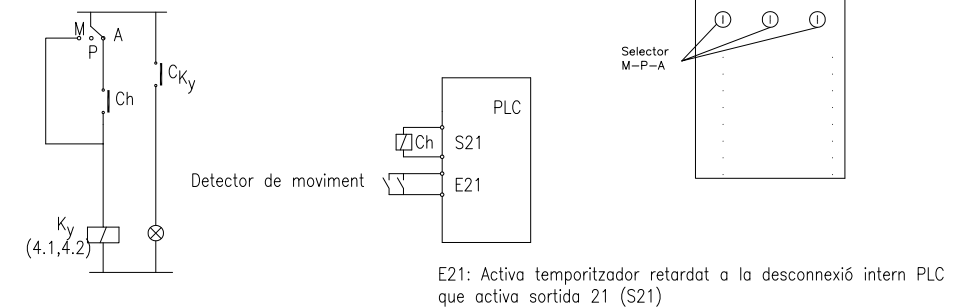 M
A
P
C Ky
Ch
Ky
(4.1,4.2)
Detector de moviment
PLC
Ch
S21
E21
Selector
M-P-A
I
I
I
E21: Activa temporitzador retardat a la desconnexió intern PLC
que activa sortida 21 (S21)